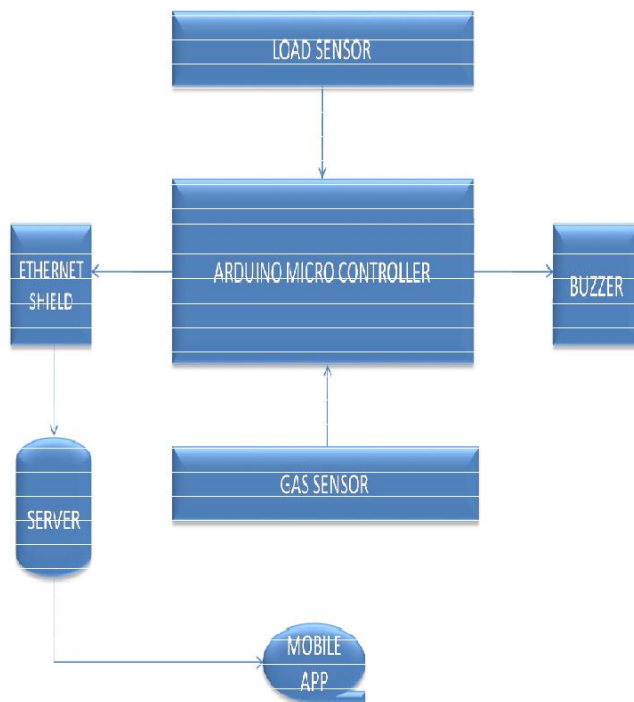 LOAD SENSOR
ARDUINO MICRO CONTROLLER
ETHERNET
SHIELD
BUZZER
GAS SENSOR
SERVER
MOBILE
APP